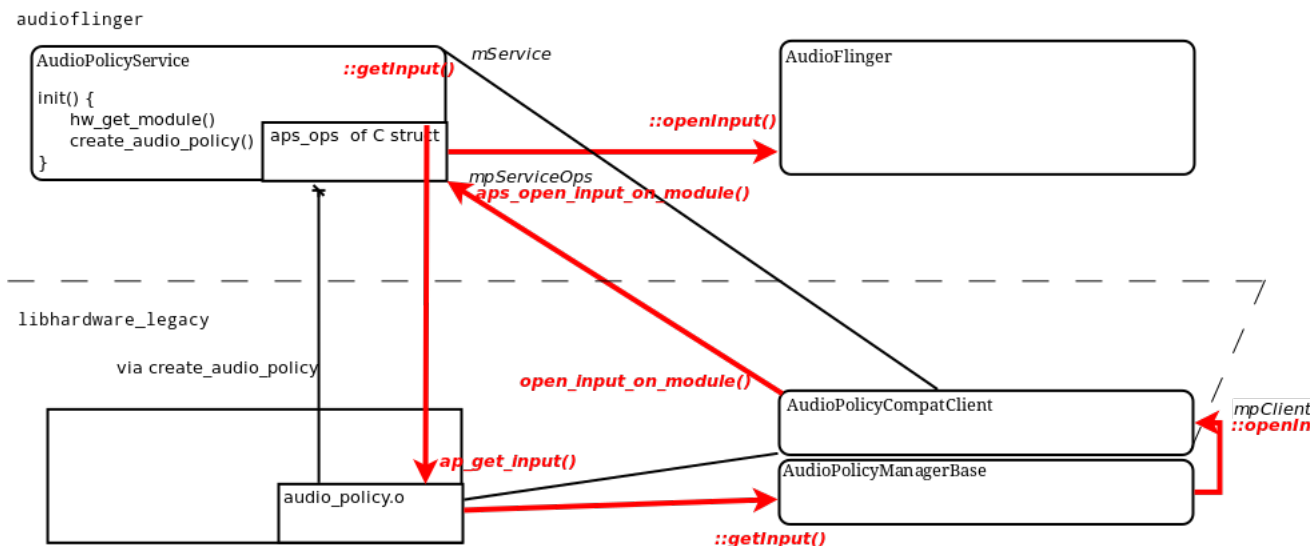 audioflinger
AudioPolicyService
::getInput()
mService
AudioFlinger
init() {
hw_get_module()
create_audio_policy()
}
aps_ops of C struct
::openInput()
mpServiceOps
aps_open_input_on_module()
libhardware_legacy
via create_audio_policy
open_input_on_module()
AudioPolicyCompatClient
mpClient
::openIn
ap_get_input()
AudioPolicyManagerBase
audio_policy.o
::getInput()